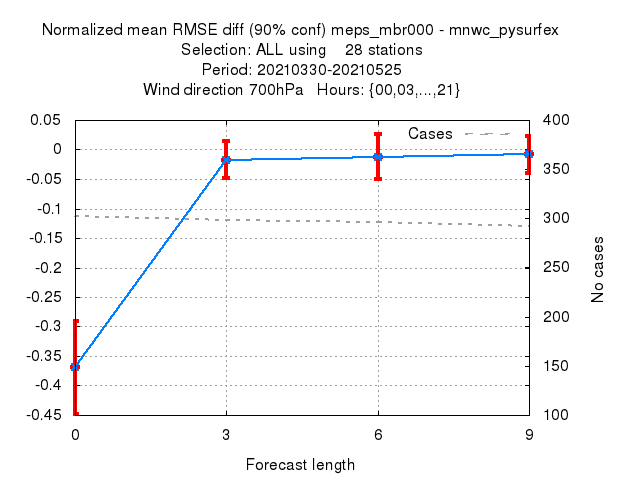 Normalized mean RMSE diff (90% conf) meps_mbr000 - mnwc_pysurfex
Selection: ALL using 28 stations
Period: 20210330-20210525
Wind direction 700hPa Hours: {00,03,...,21}
0.05 400
Cases
0
350
-0.05
-0.1
300
-0.15
-0.2 250
-0.25
200
-0.3
-0.35 150
-0.4
-0.45 100
No cases
0 3 6 9
Forecast length